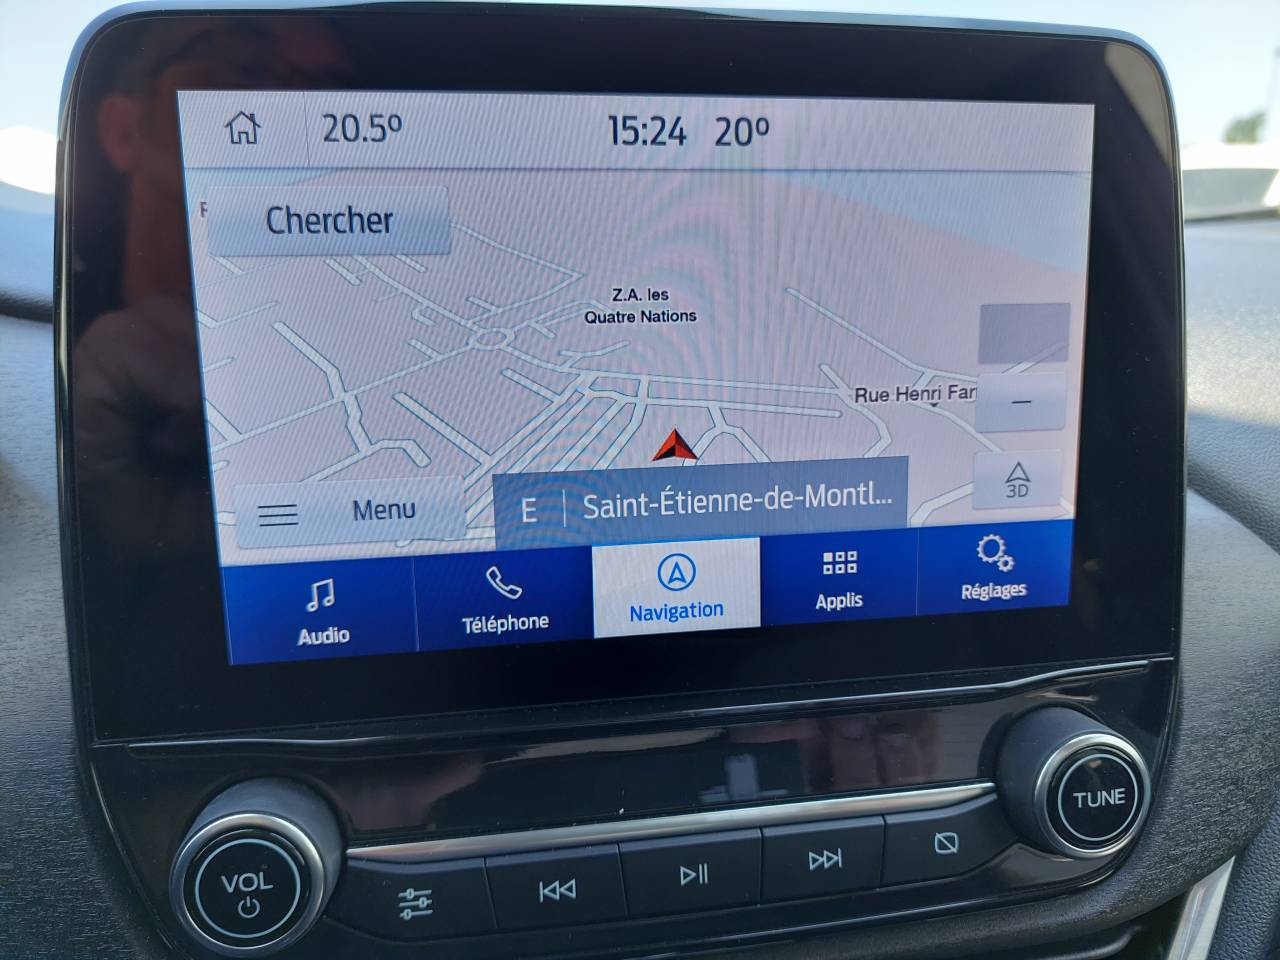 20.5º
15:24 20º
Chercher
Z.A. les
Quatre Nations
Rue Henri Far
–
3D
Menu
E | Saint-Étienne-de-Montl...
Audio
Téléphone
Navigation
Applis
Réglages
VOL
TUNE